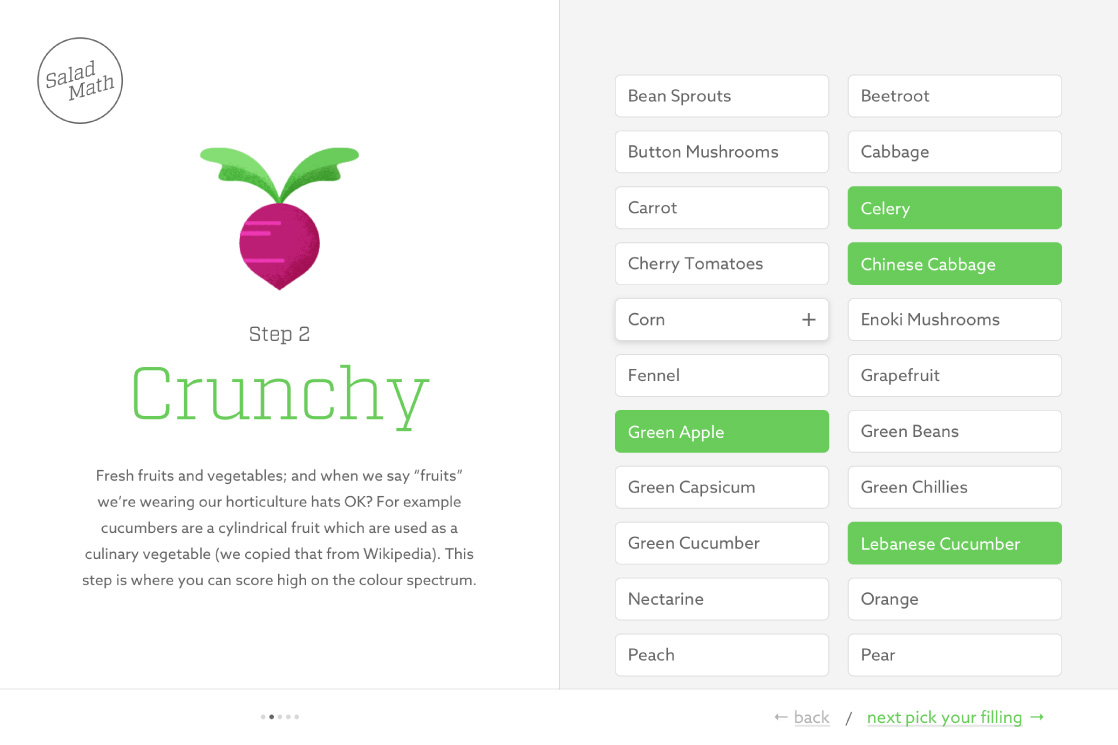 Salad
Math
Step 2
Crunchy
Fresh fruits and vegetables; and when we say “fruits”
we’re wearing our horticulture hats OK? For example
cucumbers are a cylindrical fruit which are used as a
culinary vegetable (we copied that from Wikipedia). This
step is where you can score high on the colour spectrum.
Bean Sprouts
Beetroot
Button Mushrooms
Cabbage
Carrot
Celery
Cherry Tomatoes
Chinese Cabbage
Corn +
Enoki Mushrooms
Fennel
Grapefruit
Green Apple
Green Beans
Green Capsicum
Green Chillies
Green Cucumber
Lebanese Cucumber
Nectarine
Orange
Peach
Pear
← back / next pick your filling →